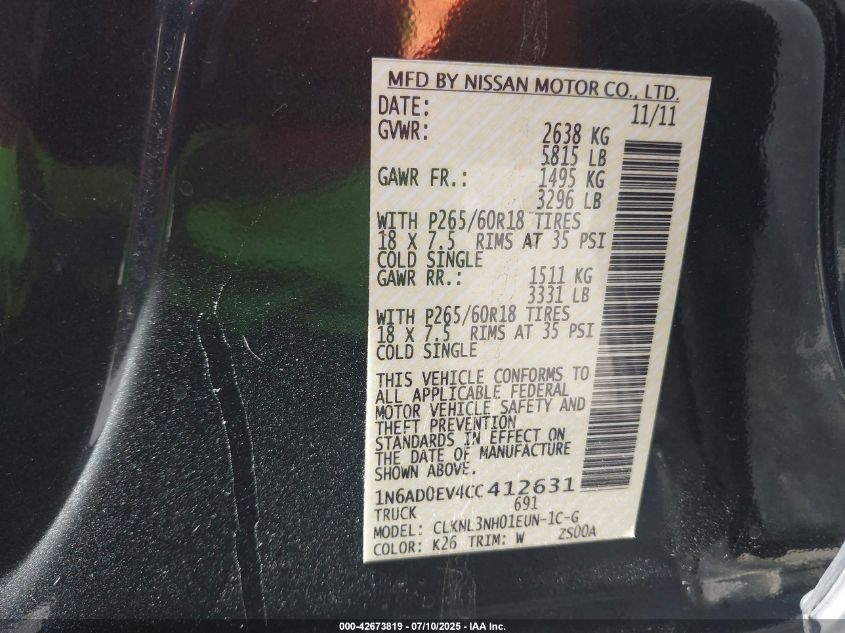 MFD BY NISSAN MOTOR CO., LTD.
DATE: 11/11
GVWR: 2638 KG
5815 LB
GAWR FR.: 1495 KG
3296 LB
WITH P265/60R18 TIRES
18 X 7.5 RIMS AT 35 PSI
COLD SINGLE
GAWR RR.: 1511 KG
3331 LB
WITH P265/60R18 TIRES
18 X 7.5 RIMS AT 35 PSI
COLD SINGLE
THIS VEHICLE CONFORMS TO
ALL APPLICABLE FEDERAL
MOTOR VEHICLE SAFETY AND
THEFT PREVENTION
STANDARDS IN EFFECT ON
THE DATE OF MANUFACTURE
SHOWN ABOVE.
1N6AD0EV4CC412631
TRUCK 691
MODEL: CLKNL3NH01EUN-1C-G
COLOR: K26 TRIM: W ZS00A
000-42673819 - 07/10/2025 - IAA Inc.